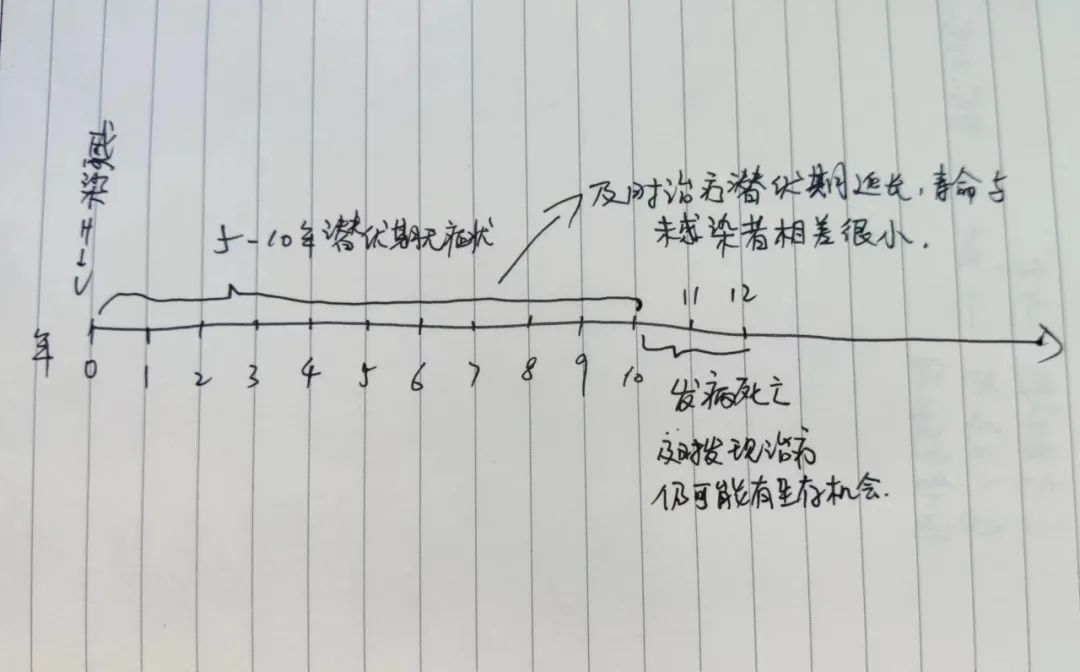 感染
及时治疗潜伏期延长，寿命与
未感染者相差很小.
5-10年潜伏期无症状
11 12
年
0 1 2 3 4 5 6 7 8 9 10
发病死亡
及时发现治疗
仍可能有生存机会.